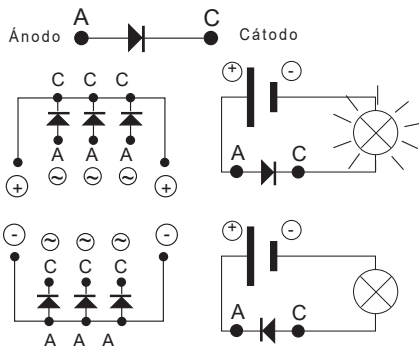 Ánodo A C Cátodo
C C C
A A A
~ ~ ~
+ +
+ -
A C
- ~ ~ ~ -
C C C
A A A
+ -
A C